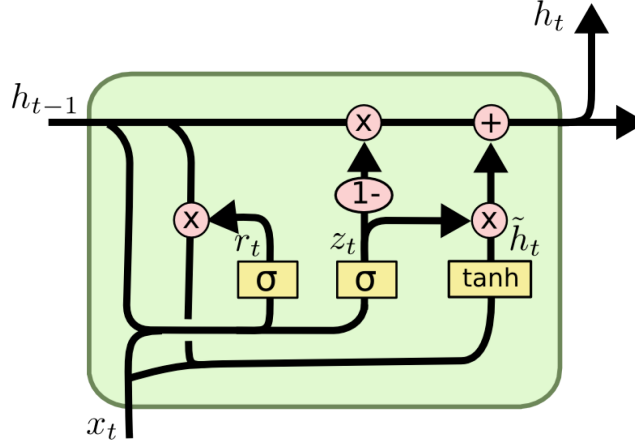 h_t
h_{t-1}
x
+
1-
x
x
r_t
z_t
h̃_t
σ
σ
tanh
x_t